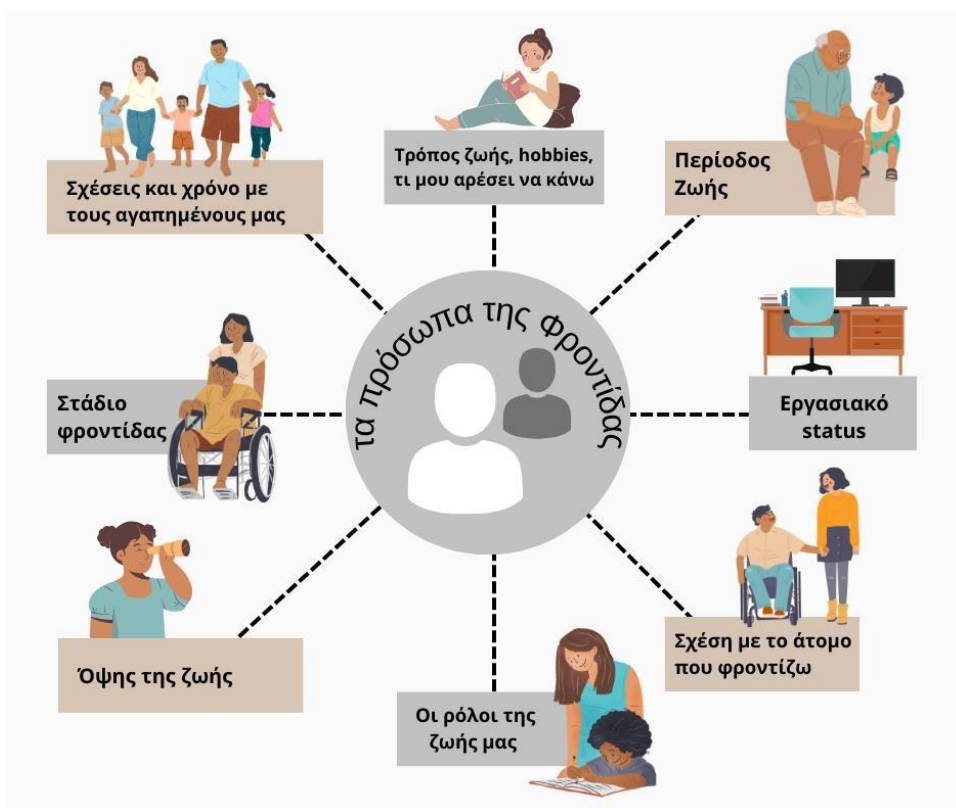 Σχέσεις και χρόνο με
τους αγαπημένους μας
Τρόπος ζωής, hobbies,
τι μου αρέσει να κάνω
Περίοδος
Ζωής
τα πρόσωπα της Φροντίδας
Στάδιο
φροντίδας
Εργασιακό
status
Όψης της ζωής
Οι ρόλοι της
ζωής μας
Σχέση με το άτομο
που φροντίζω